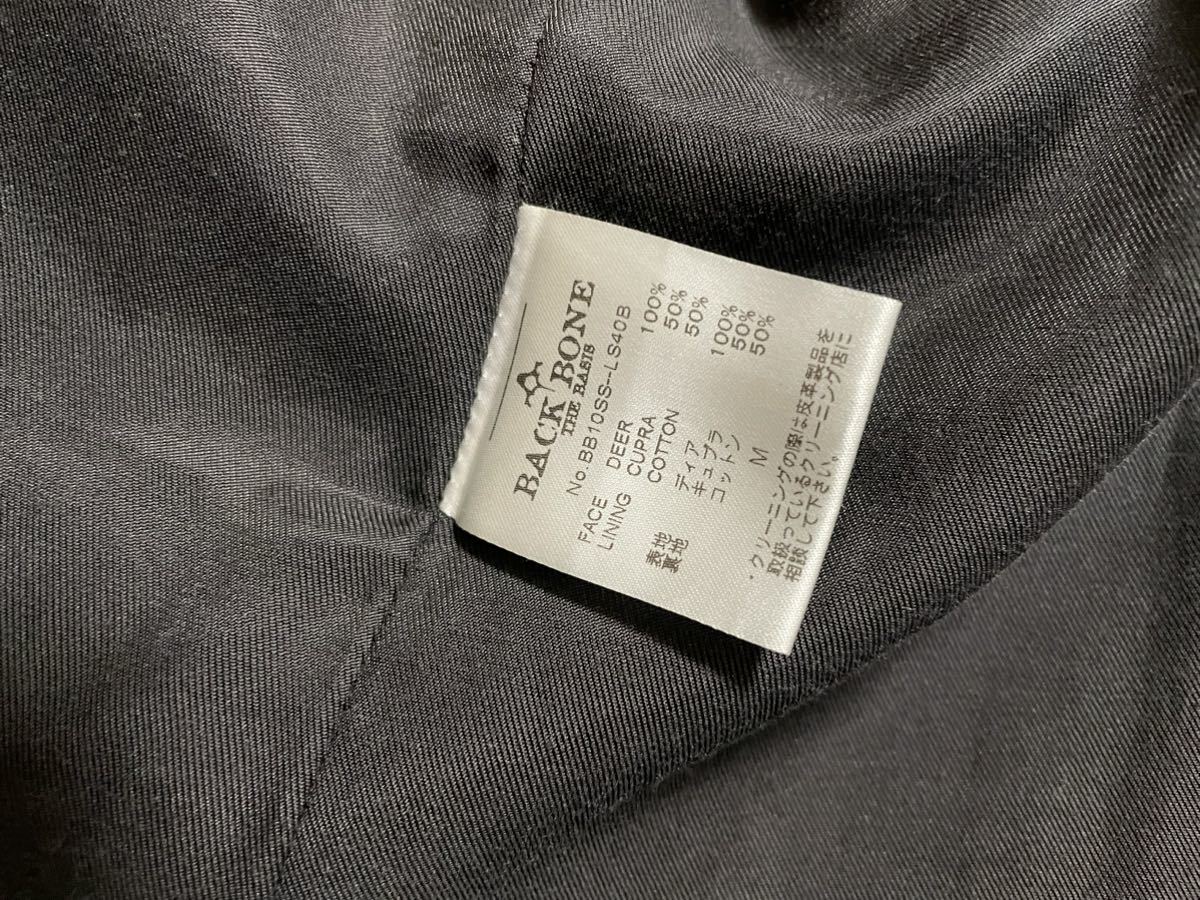 BACK BONE
THE BASIS
No.BB10SS--LS40B
FACE DEER 100%
LINING CUPRA 50%
COTTON 50%
表地 ディア 100%
裏地 キュプラ 50%
コットン 50%
M
・クリーニングの際は皮革製品を
取扱っているクリーニング店に
相談して下さい。